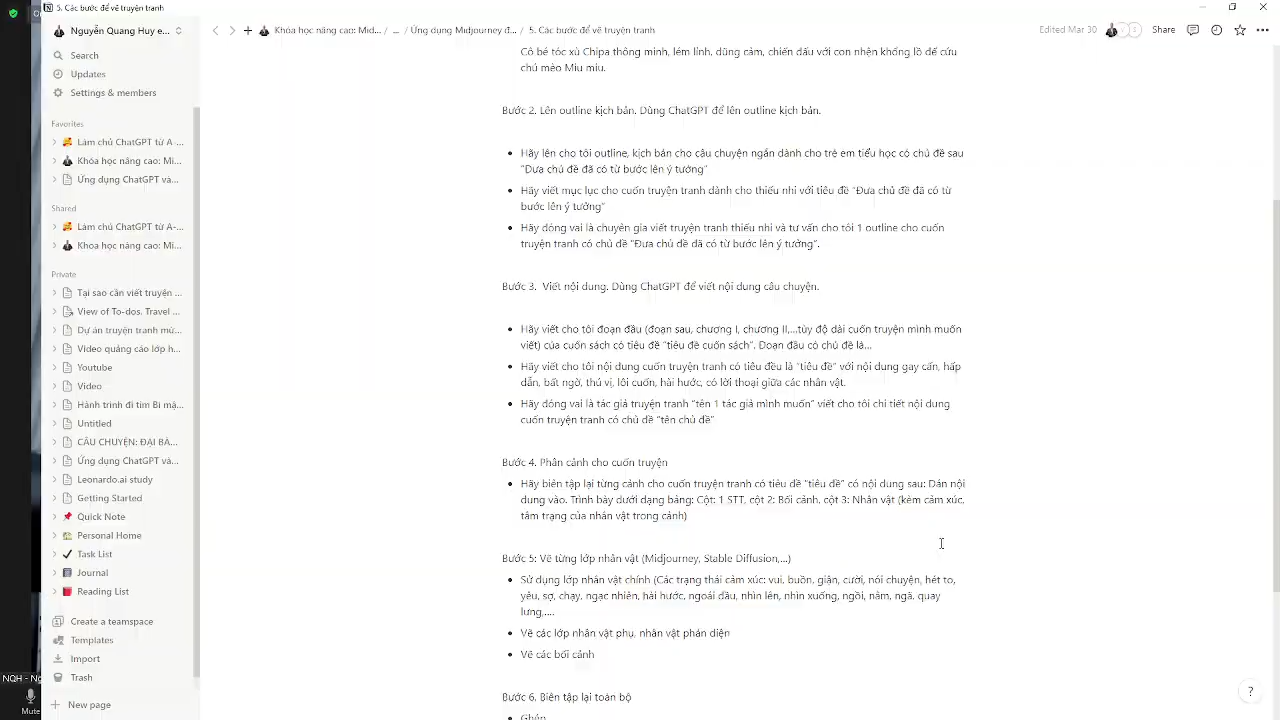 5. Các bước để vẽ truyện tranh
Nguyễn Quang Huy e...
Khóa học nâng cao: Mid... / ... / Ứng dụng Midjourney đ... / 5. Các bước để vẽ truyện tranh
Edited Mar 30
Share
Search
Updates
Settings & members
Favorites
Làm chủ ChatGPT từ A-...
Khóa học nâng cao: Mi...
Ứng dụng ChatGPT và...
Shared
Làm chủ ChatGPT từ A-...
Khóa học nâng cao: Mi...
Private
Tại sao cần viết truyện ...
View of To-dos. Travel ...
Dự án truyện tranh mù...
Video quảng cáo lớp h...
Youtube
Video
Hành trình đi tìm Bí mậ...
Untitled
CÂU CHUYỆN: ĐẠI BÀ...
Ứng dụng ChatGPT và...
Leonardo.ai study
Getting Started
Quick Note
Personal Home
Task List
Journal
Reading List
Create a teamspace
Templates
Import
Trash
New page
NQH - Ng
Mute
Cô bé tóc xù Chipa thông minh, lém lỉnh, dũng cảm, chiến đấu với con nhện khổng lồ để cứu
chú mèo Miu miu.
Bước 2. Lên outline kịch bản. Dùng ChatGPT để lên outline kịch bản.
Hãy lên cho tôi outline, kịch bản cho câu chuyện ngắn dành cho trẻ em tiểu học có chủ đề sau
"Đưa chủ đề đã có từ bước lên ý tưởng"
Hãy viết mục lục cho cuốn truyện tranh dành cho thiếu nhi với tiêu đề "Đưa chủ đề đã có từ
bước lên ý tưởng"
Hãy đóng vai là chuyên gia viết truyện tranh thiếu nhi và tư vấn cho tôi 1 outline cho cuốn
truyện tranh có chủ đề "Đưa chủ đề đã có từ bước lên ý tưởng".
Bước 3. Viết nội dung. Dùng ChatGPT để viết nội dung câu chuyện.
Hãy viết cho tôi đoạn đầu (đoạn sau, chương I, chương II,...tùy độ dài cuốn truyện mình muốn
viết) của cuốn sách có tiêu đề "tiêu đề cuốn sách". Đoạn đầu có chủ đề là...
Hãy viết cho tôi nội dung cuốn truyện tranh có tiêu đều là "tiêu đề" với nội dung gay cấn, hấp
dẫn, bất ngờ, thú vị, lôi cuốn, hài hước, có lời thoại giữa các nhân vật.
Hãy đóng vai là tác giả truyện tranh "tên 1 tác giả mình muốn" viết cho tôi chi tiết nội dung
cuốn truyện tranh có chủ đề "tên chủ đề"
Bước 4. Phân cảnh cho cuốn truyện
Hãy biên tập lại từng cảnh cho cuốn truyện tranh có tiêu đề "tiêu đề" có nội dung sau: Dán nội
dung vào. Trình bày dưới dạng bảng: Cột: 1 STT, cột 2: Bối cảnh, cột 3: Nhân vật (kèm cảm xúc,
tâm trạng của nhân vật trong cảnh)
Bước 5: Vẽ từng lớp nhân vật (Midjourney, Stable Diffusion,...)
Sử dụng lớp nhân vật chính (Các trạng thái cảm xúc: vui, buồn, giận, cười, nói chuyện, hét to,
yêu, sợ, chạy, ngạc nhiên, hài hước, ngoái đầu, nhìn lên, nhìn xuống, ngồi, nằm, ngã, quay
lưng,....
Vẽ các lớp nhân vật phụ, nhân vật phản diện
Vẽ các bối cảnh
Bước 6. Biên tập lại toàn bộ
Ghép
?